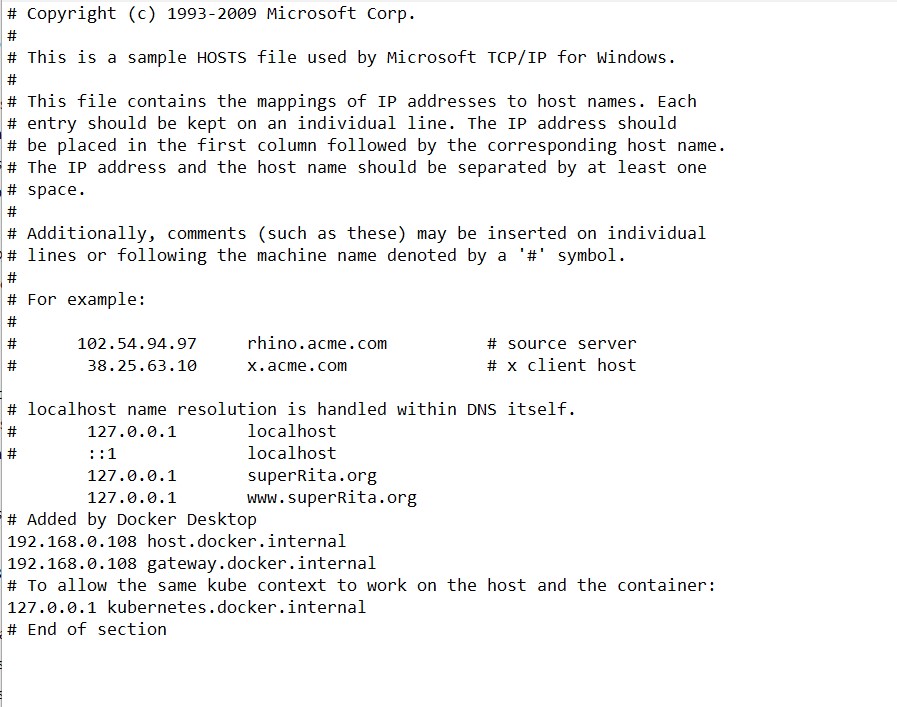 # Copyright (c) 1993-2009 Microsoft Corp.
#
# This is a sample HOSTS file used by Microsoft TCP/IP for Windows.
#
# This file contains the mappings of IP addresses to host names. Each
# entry should be kept on an individual line. The IP address should
# be placed in the first column followed by the corresponding host name.
# The IP address and the host name should be separated by at least one
# space.
#
# Additionally, comments (such as these) may be inserted on individual
# lines or following the machine name denoted by a '#' symbol.
#
# For example:
#
#      102.54.94.97     rhino.acme.com          # source server
#       38.25.63.10     x.acme.com              # x client host

# localhost name resolution is handled within DNS itself.
#       127.0.0.1       localhost
#       ::1             localhost
        127.0.0.1       superRita.org
        127.0.0.1       www.superRita.org
# Added by Docker Desktop
192.168.0.108 host.docker.internal
192.168.0.108 gateway.docker.internal
# To allow the same kube context to work on the host and the container:
127.0.0.1 kubernetes.docker.internal
# End of section